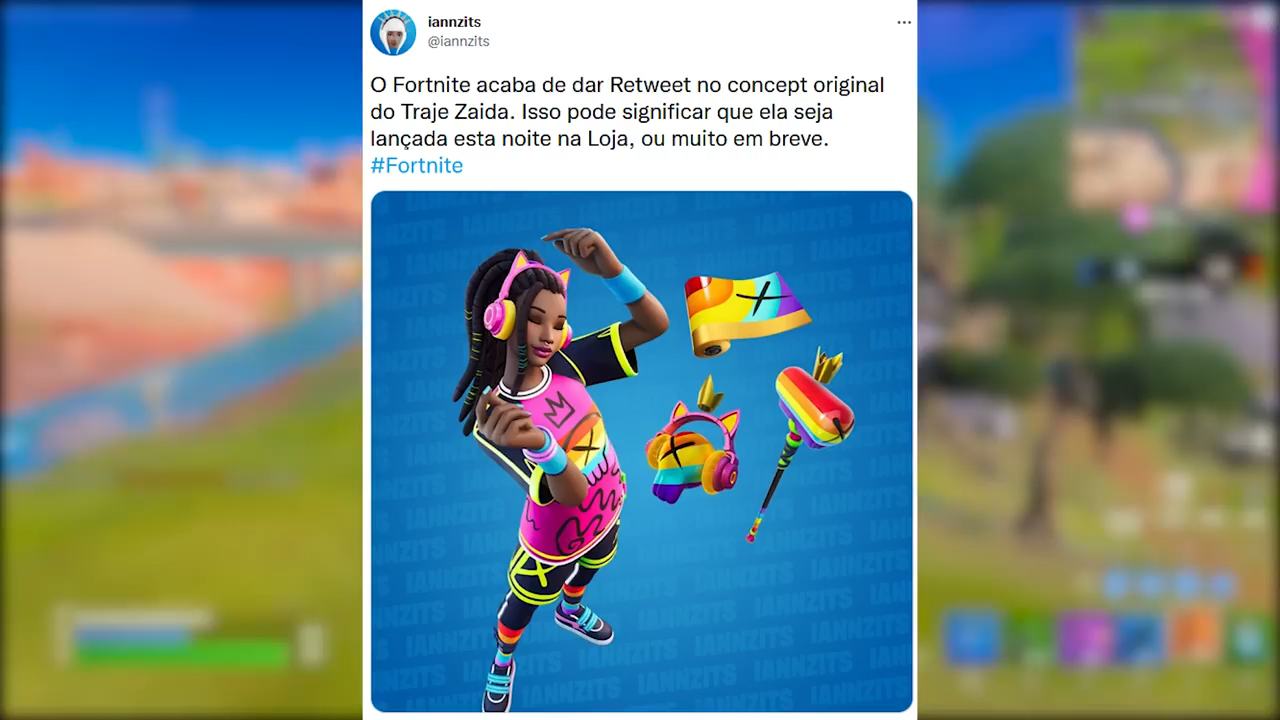 iannzits
@iannzits
O Fortnite acaba de dar Retweet no concept original
do Traje Zaida. Isso pode significar que ela seja
lançada esta noite na Loja, ou muito em breve.
#Fortnite
IANNZITS